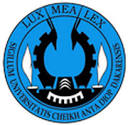 LUX MEA LEX
SIGILLUM UNIVERSITATIS CHEIKH ANTA DIOP DAKARENSIS